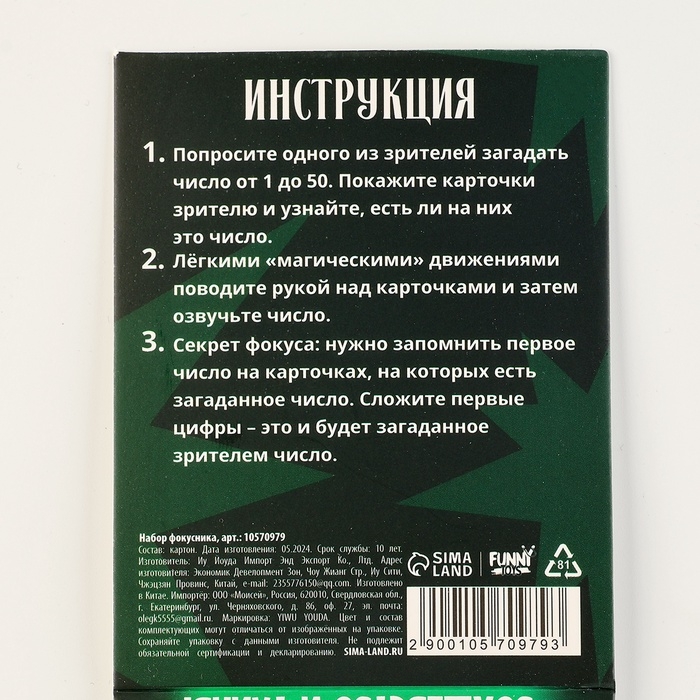 ИНСТРУКЦИЯ
1. Попросите одного из зрителей загадать
число от 1 до 50. Покажите карточки
зрителю и узнайте, есть ли на них
это число.
2. Лёгкими «магическими» движениями
поводите рукой над карточками и затем
озвучьте число.
3. Секрет фокуса: нужно запомнить первое
число на карточках, на которых есть
загаданное число. Сложите первые
цифры – это и будет загаданное
зрителем число.
Набор фокусника, арт.: 10570979
Состав: картон. Дата изготовления: 05.2024. Срок службы: 10 лет.
Изготовитель: Иу Иоуда Импорт Энд Экспорт Ко., Лтд. Адрес
изготовителя: Экономик Девелопмент Зон, Чоу Жианг Стр., Иу Сити,
Чжэцзян Провинс, Китай, e-mail: 2355776150@qq.com. Изготовлено
в Китае. Импортёр: ООО «Моисей», Россия, 620010, Свердловская обл.,
г. Екатеринбург, ул. Черняховского, д. 86, оф. 27, эл. почта:
olegk5555@gmail.ru. Маркировка: YIWU YOUDA. Цвет и состав
комплектующих могут отличаться от изображённых на упаковке.
Сохраняйте упаковку с данными изготовителя. Не подлежит
обязательной сертификации и декларированию. SIMA-LAND.RU
SIMA
LAND
FUNNY
TOYS
81
2 900105 709793